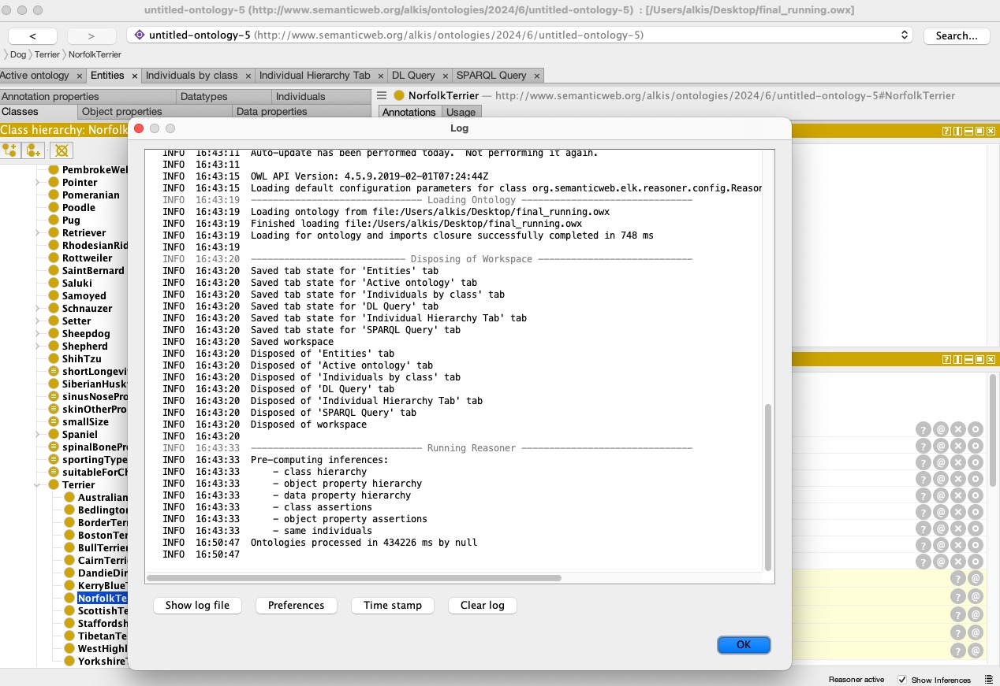 untitled-ontology-5 (http://www.semanticweb.org/alkis/ontologies/2024/6/untitled-ontology-5) : [/Users/alkis/Desktop/final_running.owx]
< > untitled-ontology-5 (http://www.semanticweb.org/alkis/ontologies/2024/6/untitled-ontology-5) Search...
Dog Terrier NorfolkTerrier
Active ontology × Entities × Individuals by class × Individual Hierarchy Tab × DL Query × SPARQL Query ×
Annotation properties Datatypes Individuals
Classes Object properties Data properties
NorfolkTerrier — http://www.semanticweb.org/alkis/ontologies/2024/6/untitled-ontology-5#NorfolkTerrier
Annotations Usage
Class hierarchy: Norfolk
PembrokeWel
Pointer
Pomeranian
Poodle
Pug
Retriever
RhodesianRid
Rottweiler
SaintBernard
Saluki
Samoyed
Schnauzer
Setter
Sheepdog
Shepherd
ShihTzu
shortLongevi
SiberianHusk
sinusNosePro
skinOtherPro
smallSize
Spaniel
spinalBonePr
sportingType
suitableForCh
Terrier
Australian
Bedlington
BorderTerr
BostonTer
BullTerrier
CairnTerri
DandieDin
KerryBlueT
NorfolkTe
ScottishTe
Staffordsh
TibetanTe
WestHighl
YorkshireT
Log
INFO 16:43:11 Auto-update has been performed today. Not performing it again.
INFO 16:43:11
INFO 16:43:15 OWL API Version: 4.5.9.2019-02-01T07:24:44Z
INFO 16:43:15 Loading default configuration parameters for class org.semanticweb.elk.reasoner.config.Reason
INFO 16:43:19 ------------------------------- Loading Ontology -------------------------------
INFO 16:43:19 Loading ontology from file:/Users/alkis/Desktop/final_running.owx
INFO 16:43:19 Finished loading file:/Users/alkis/Desktop/final_running.owx
INFO 16:43:19 Loading for ontology and imports closure successfully completed in 748 ms
INFO 16:43:19
INFO 16:43:20 ---------------------------- Disposing of Workspace ----------------------------
INFO 16:43:20 Saved tab state for 'Entities' tab
INFO 16:43:20 Saved tab state for 'Active ontology' tab
INFO 16:43:20 Saved tab state for 'Individuals by class' tab
INFO 16:43:20 Saved tab state for 'DL Query' tab
INFO 16:43:20 Saved tab state for 'Individual Hierarchy Tab' tab
INFO 16:43:20 Saved tab state for 'SPARQL Query' tab
INFO 16:43:20 Saved workspace
INFO 16:43:20 Disposed of 'Entities' tab
INFO 16:43:20 Disposed of 'Active ontology' tab
INFO 16:43:20 Disposed of 'Individuals by class' tab
INFO 16:43:20 Disposed of 'DL Query' tab
INFO 16:43:20 Disposed of 'Individual Hierarchy Tab' tab
INFO 16:43:20 Disposed of 'SPARQL Query' tab
INFO 16:43:20 Disposed of workspace
INFO 16:43:20
INFO 16:43:33 ------------------------------- Running Reasoner -------------------------------
INFO 16:43:33 Pre-computing inferences:
INFO 16:43:33 - class hierarchy
INFO 16:43:33 - object property hierarchy
INFO 16:43:33 - data property hierarchy
INFO 16:43:33 - class assertions
INFO 16:43:33 - object property assertions
INFO 16:43:33 - same individuals
INFO 16:50:47 Ontologies processed in 434226 ms by null
INFO 16:50:47
Show log file Preferences Time stamp Clear log
OK
Reasoner active Show Inferences